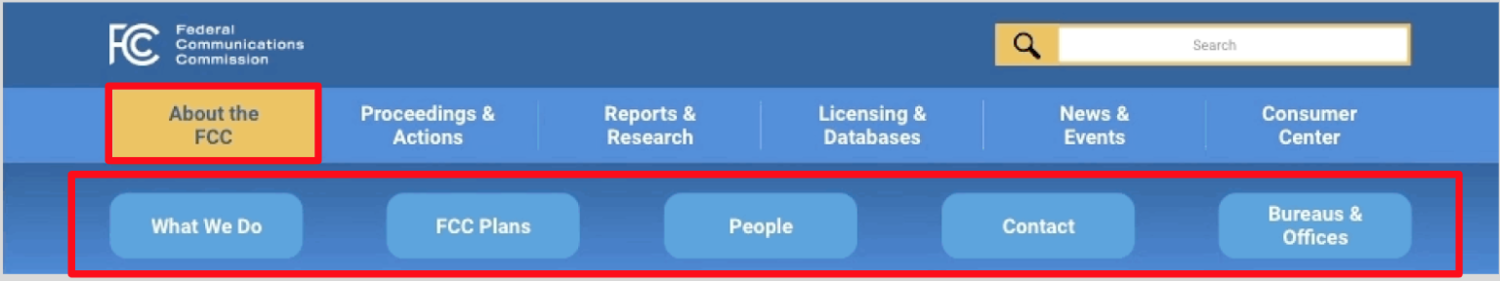 FCC
Federal
Communications
Commission
Search
About the
FCC
Proceedings &
Actions
Reports &
Research
Licensing &
Databases
News &
Events
Consumer
Center
What We Do
FCC Plans
People
Contact
Bureaus &
Offices